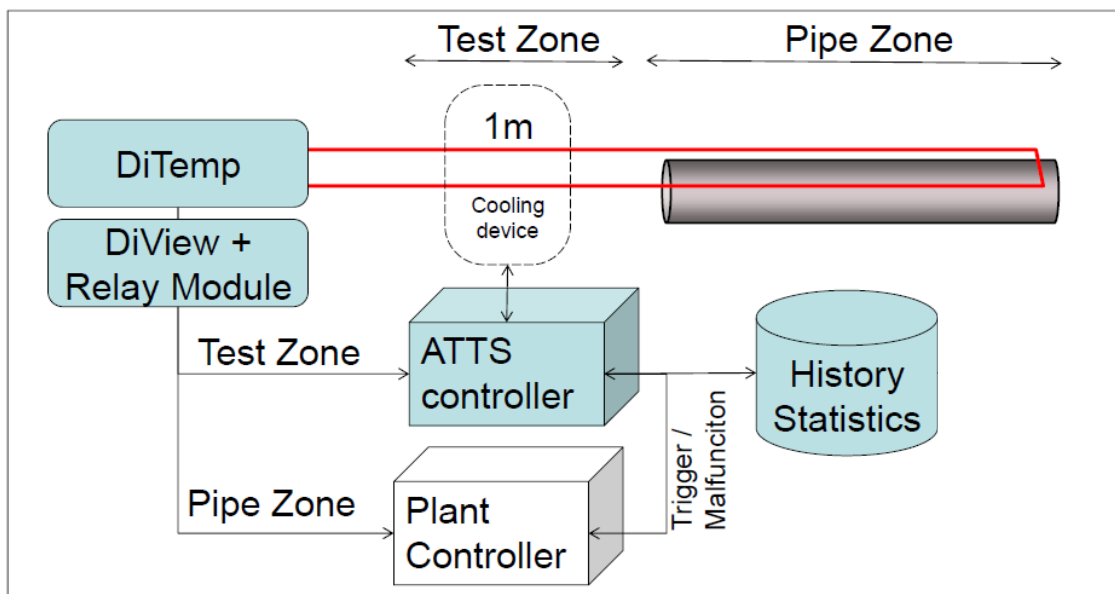 Test Zone
Pipe Zone
1m
DiTemp
Cooling
device
DiView +
Relay Module
Test Zone
ATTS
controller
History
Statistics
Trigger /
Malfunciton
Pipe Zone
Plant
Controller